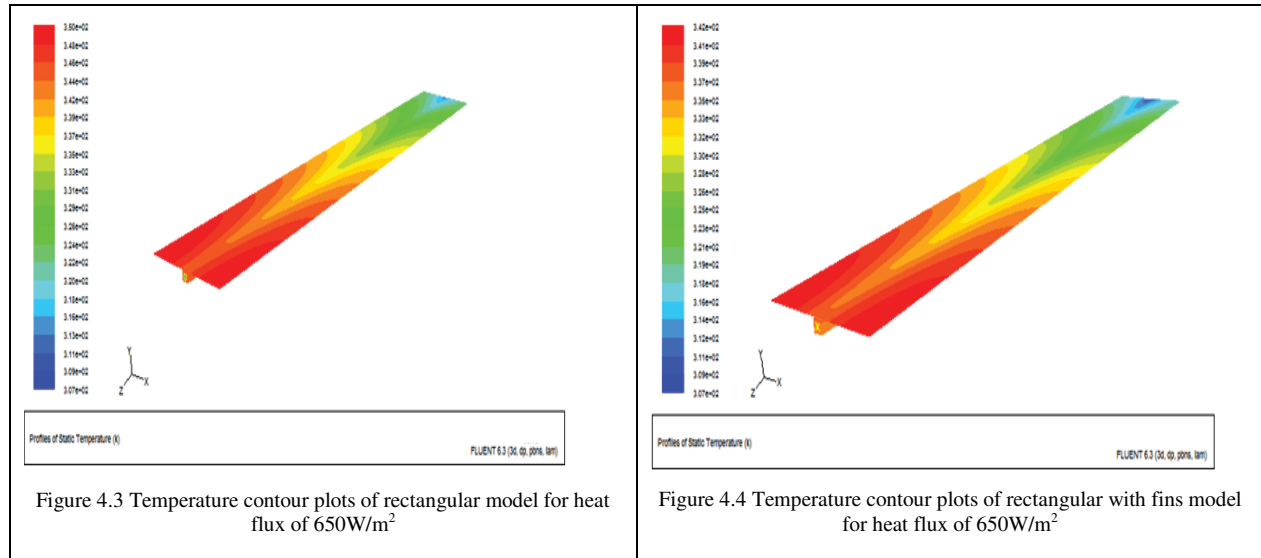 3.50e+02
3.48e+02
3.46e+02
3.44e+02
3.42e+02
3.39e+02
3.37e+02
3.35e+02
3.31e+02
3.29e+02
3.26e+02
3.24e+02
3.22e+02
3.20e+02
3.18e+02
3.16e+02
3.13e+02
3.11e+02
3.09e+02
3.07e+02
Y
X
Z
Profiles of Static Temperature (k)
FLUENT 6.3 (3d, dp, pbns, lam)
Figure 4.3 Temperature contour plots of rectangular model for heat
flux of 650W/m²
3.42e+02
3.41e+02
3.39e+02
3.37e+02
3.35e+02
3.34e+02
3.32e+02
3.30e+02
3.28e+02
3.26e+02
3.25e+02
3.23e+02
3.21e+02
3.19e+02
3.18e+02
3.16e+02
3.14e+02
3.12e+02
3.11e+02
3.09e+02
3.07e+02
Y
X
Z
Profiles of Static Temperature (k)
FLUENT 6.3 (3d, dp, pbns, lam)
Figure 4.4 Temperature contour plots of rectangular with fins model
for heat flux of 650W/m²